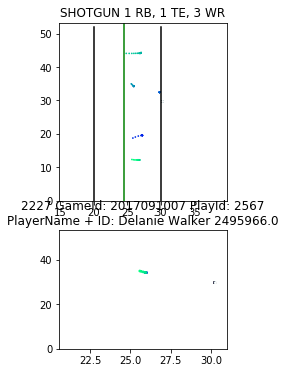 SHOTGUN 1 RB, 1 TE, 3 WR
50
40
30
20
10
0
15 20 25 30 35
2227 GameId: 2017091007 PlayId: 2567
PlayerName + ID: Delanie Walker 2495966.0
40
20
0
22.5 25.0 27.5 30.0